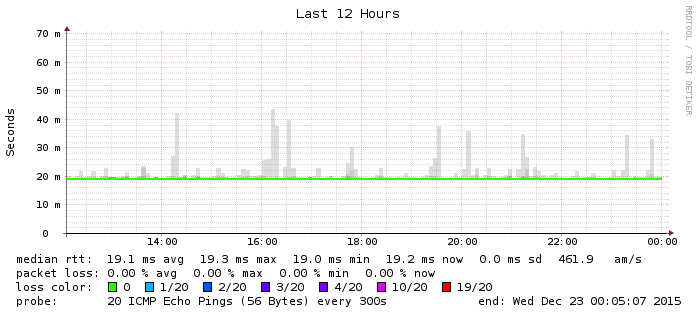 Last 12 Hours
RRDTOOL / TOBI OETIKER
Seconds
70 m
60 m
50 m
40 m
30 m
20 m
10 m
0
14:00 16:00 18:00 20:00 22:00 00:00
median rtt: 19.1 ms avg 19.3 ms max 19.0 ms min 19.2 ms now 0.0 ms sd 461.9 am/s
packet loss: 0.00 % avg 0.00 % max 0.00 % min 0.00 % now
loss color: 0 1/20 2/20 3/20 4/20 10/20 19/20
probe: 20 ICMP Echo Pings (56 Bytes) every 300s end: Wed Dec 23 00:05:07 2015